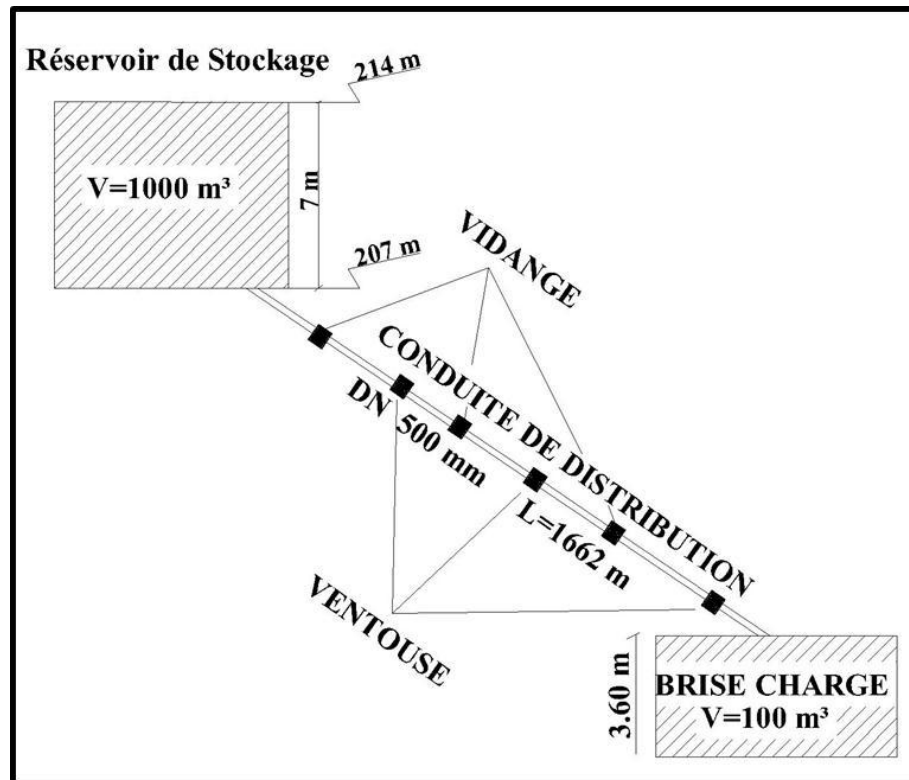 Réservoir de Stockage
214 m
V=1000 m³
7 m
207 m
VIDANGE
CONDUITE DE DISTRIBUTION
DN 500 mm
L=1662 m
VENTOUSE
3.60 m
BRISE CHARGE
V=100 m³